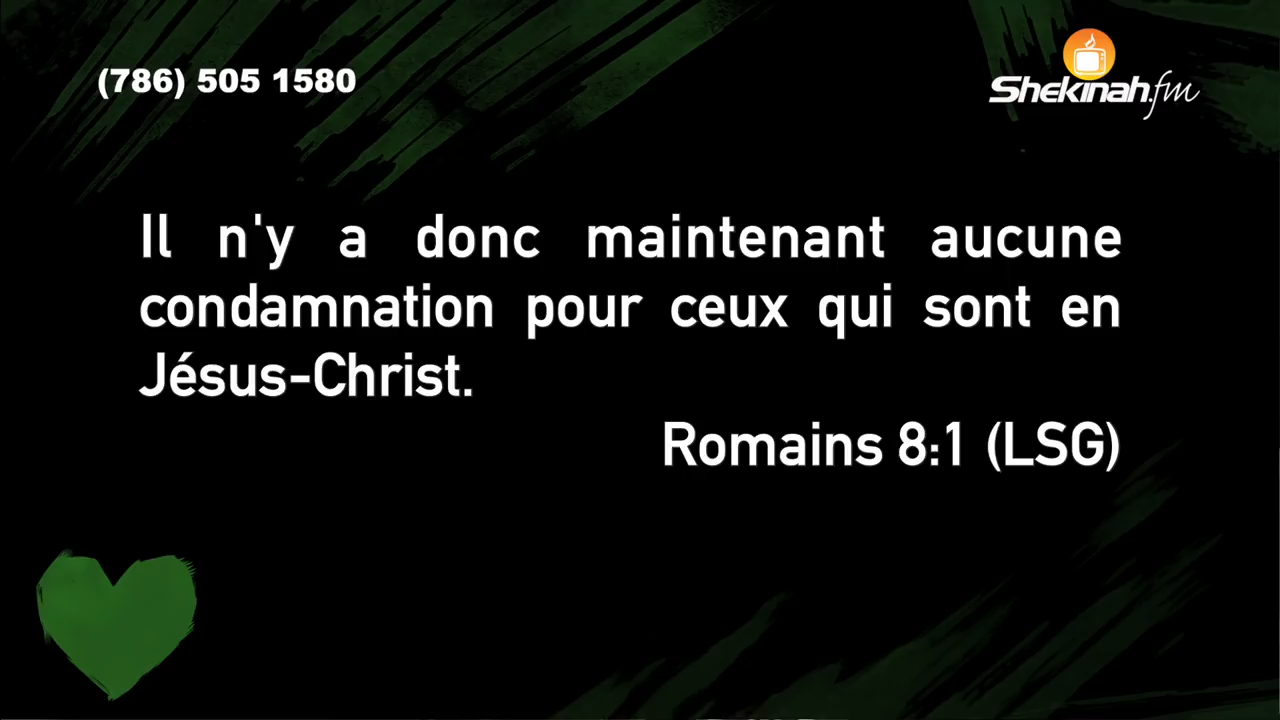 (786) 505 1580
Shekinah.fm
Il n'y a donc maintenant aucune
condamnation pour ceux qui sont en
Jésus-Christ.
Romains 8:1 (LSG)